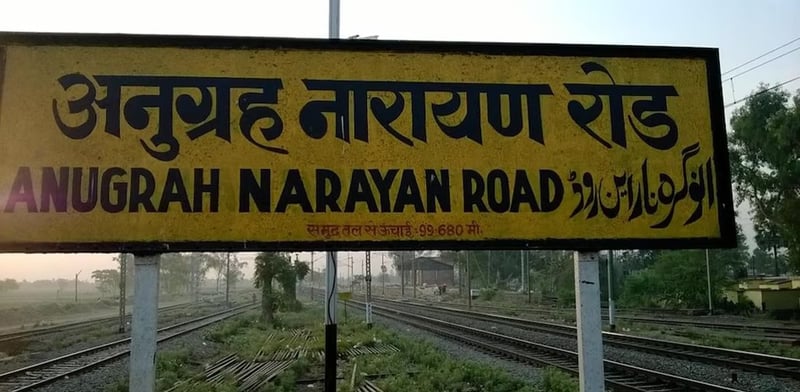 अनुग्रह नारायण रोड
ANUGRAH NARAYAN ROAD انوگرہ نارائن روڈ
समुद्र तल स ऊंचाई :99·680 मी·